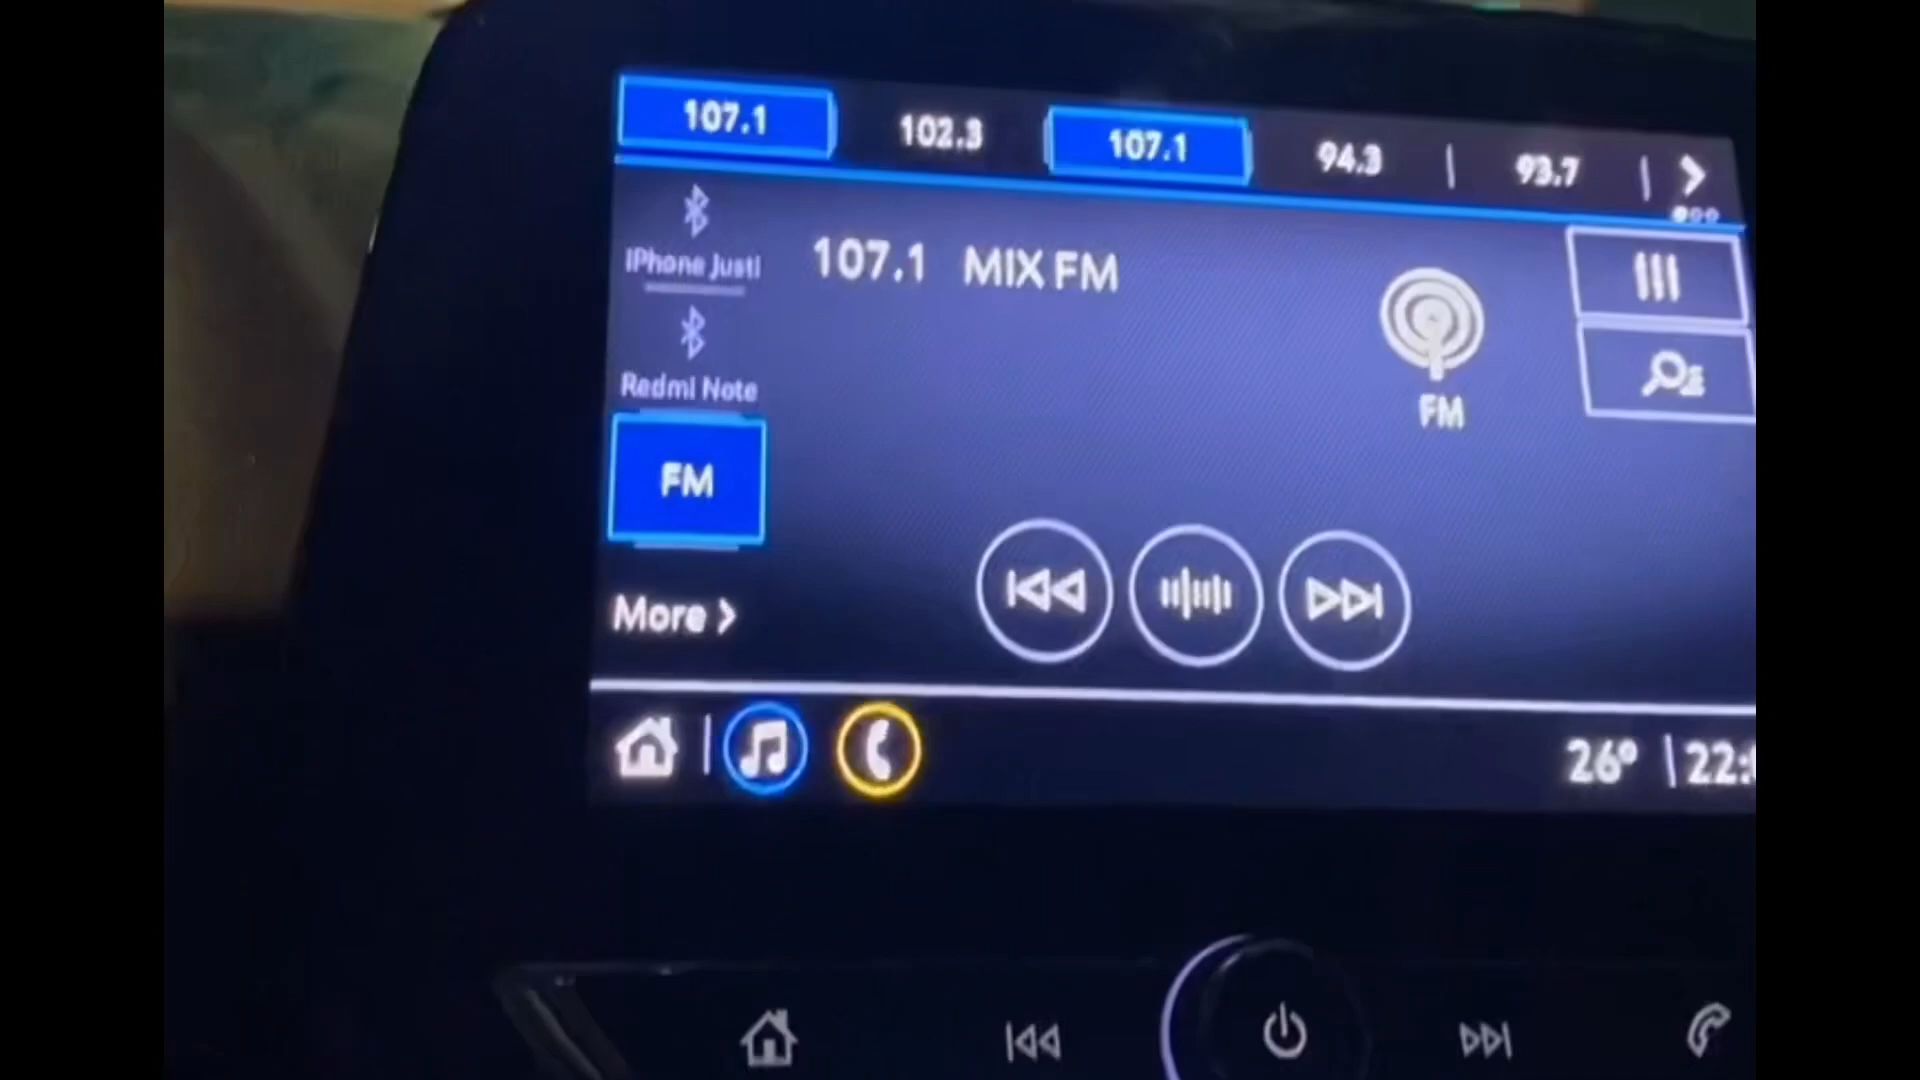 107.1 102.3 107.1 94.3 93.7
iPhone Justi
107.1 MIX FM
Redmi Note
FM
FM
More
26° 22: